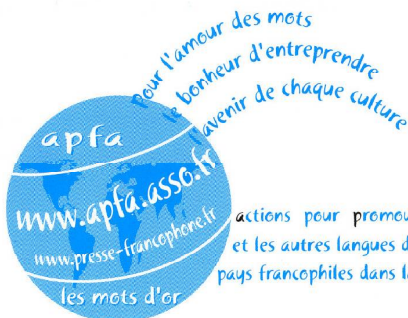 pour l'amour des mots
le bonheur d'entreprendre
l'avenir de chaque culture
apfa
www.apfa.asso.fr
www.presse-francophone.fr
les mots d'or
actions pour promou
et les autres langues d
pays francophiles dans l